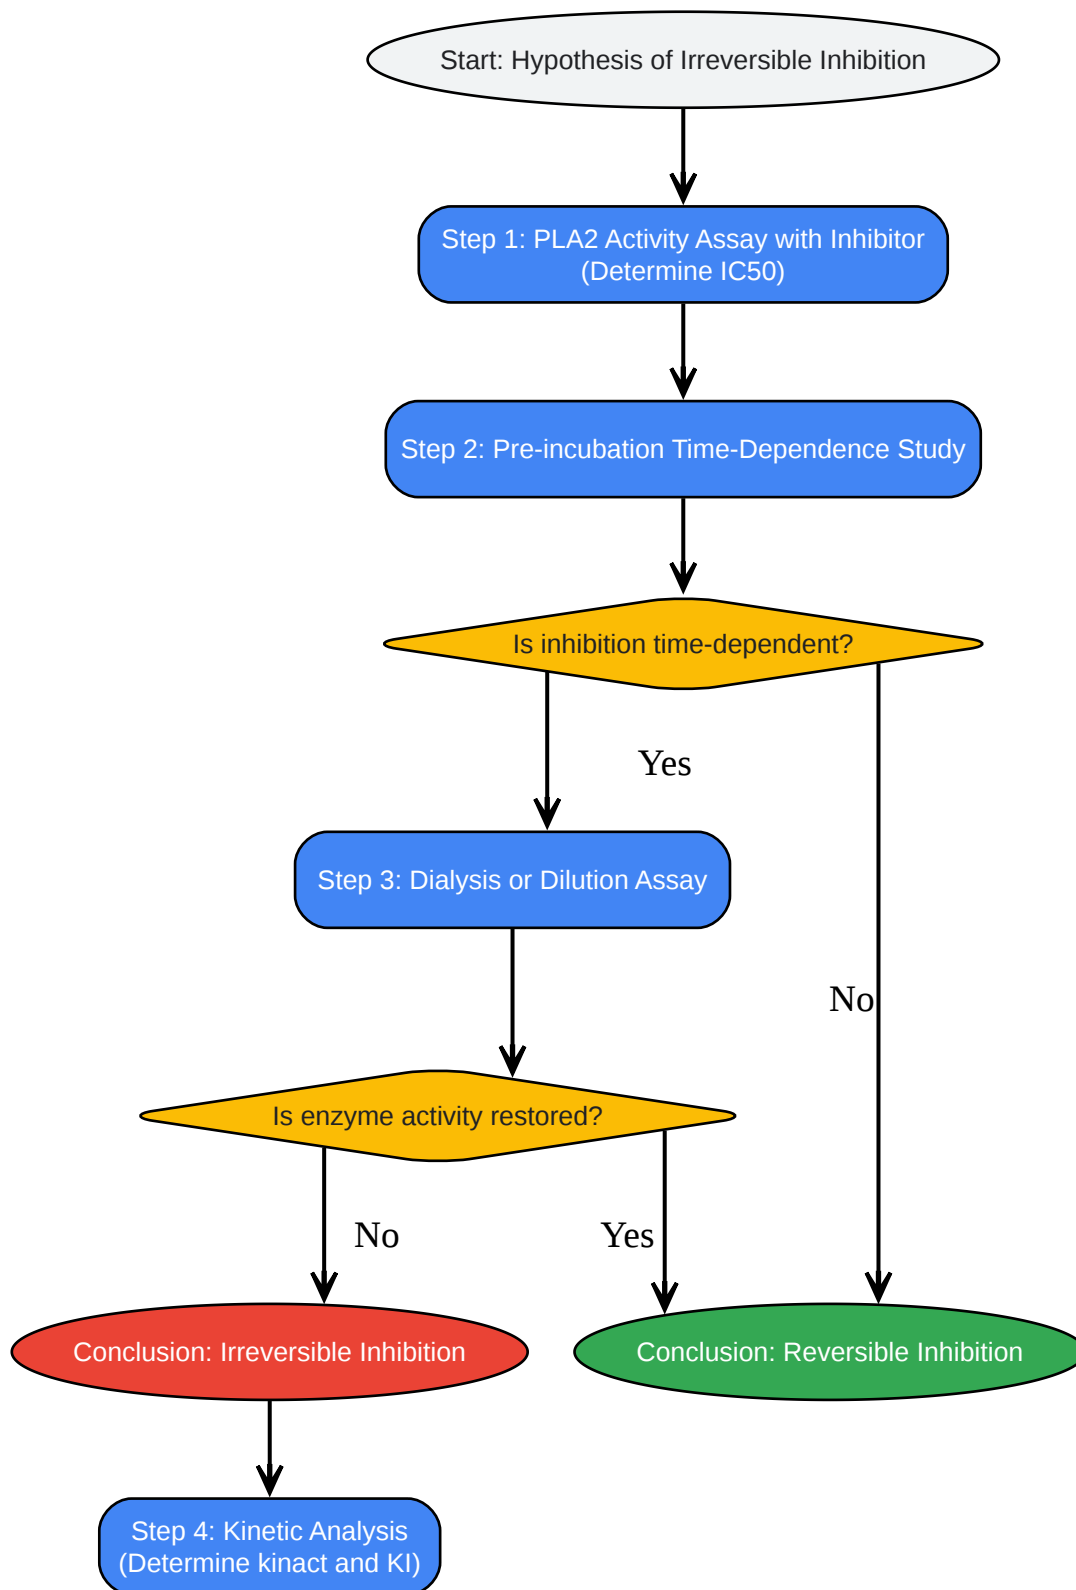 Start: Hypothesis of Irreversible Inhibition
Step 1: PLA2 Activity Assay with Inhibitor
(Determine IC50)
Step 2: Pre-incubation Time-Dependence Study
Is inhibition time-dependent?
Yes
Step 3: Dialysis or Dilution Assay
No
Is enzyme activity restored?
No
Yes
Conclusion: Irreversible Inhibition
Conclusion: Reversible Inhibition
Step 4: Kinetic Analysis
(Determine kinact and KI)